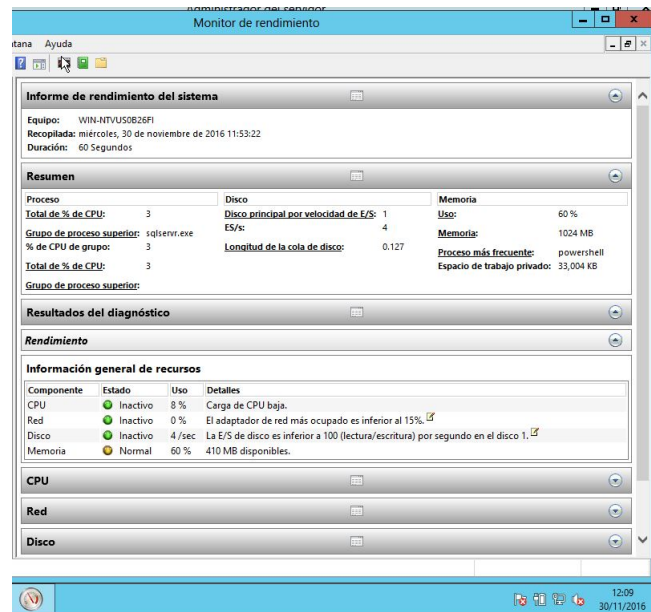 Administrador del servidor
Monitor de rendimiento
ntana Ayuda
Informe de rendimiento del sistema
Equipo: WIN-NTVUS0B26FI
Recopilada: miércoles, 30 de noviembre de 2016 11:53:22
Duración: 60 Segundos
Resumen
Proceso Disco Memoria
Total de % de CPU: 3 Disco principal por velocidad de E/S: 1 Uso: 60 %
Grupo de proceso superior: sqlservr.exe ES/s: 4 Memoria: 1024 MB
% de CPU de grupo: 3 Longitud de la cola de disco: 0.127 Proceso más frecuente: powershell
Total de % de CPU: 3 Espacio de trabajo privado: 33,004 KB
Grupo de proceso superior:
Resultados del diagnóstico
Rendimiento
Información general de recursos
Componente Estado Uso Detalles
CPU Inactivo 8 % Carga de CPU baja.
Red Inactivo 0 % El adaptador de red más ocupado es inferior al 15%.
Disco Inactivo 4 /sec La E/S de disco es inferior a 100 (lectura/escritura) por segundo en el disco 1.
Memoria Normal 60 % 410 MB disponibles.
CPU
Red
Disco
12:09
30/11/2016